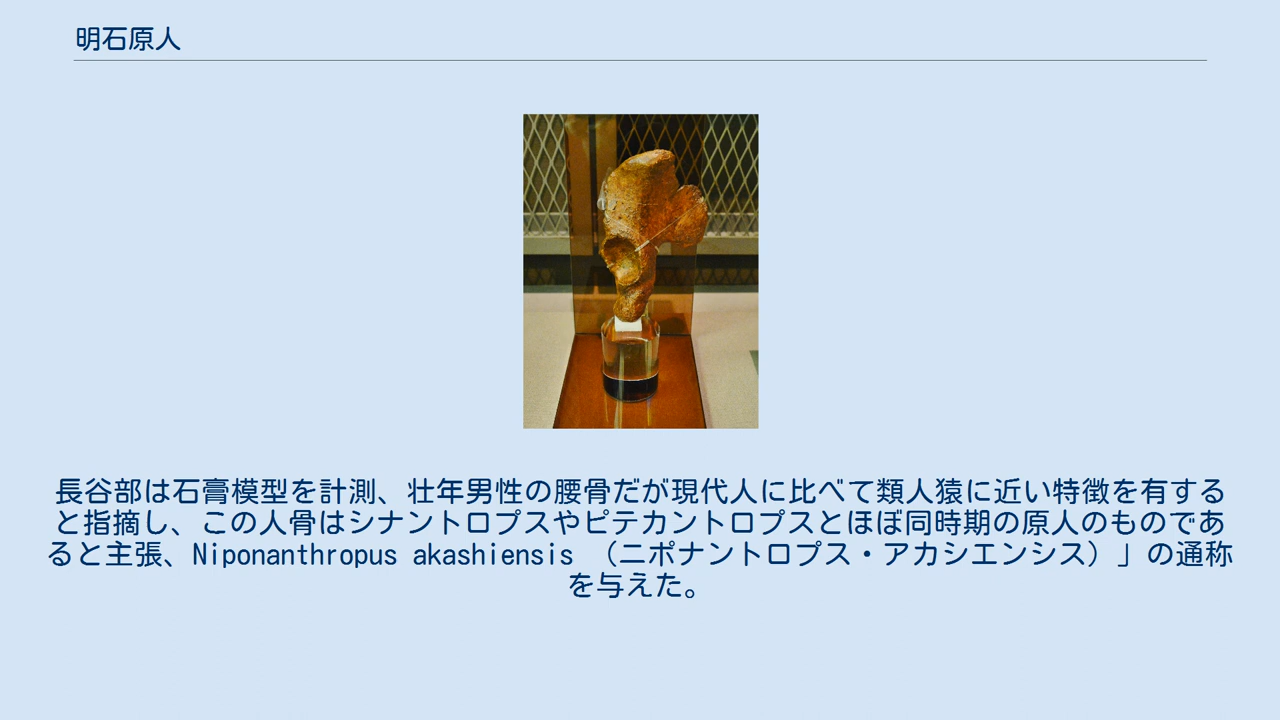 明石原人
長谷部は石膏模型を計測、壮年男性の腰骨だが現代人に比べて類人猿に近い特徴を有する
と指摘し、この人骨はシナントロプスやピテカントロプスとほぼ同時期の原人のものであ
ると主張、Niponanthropus akashiensis （ニポナントロプス・アカシエンシス）」の通称
を与えた。